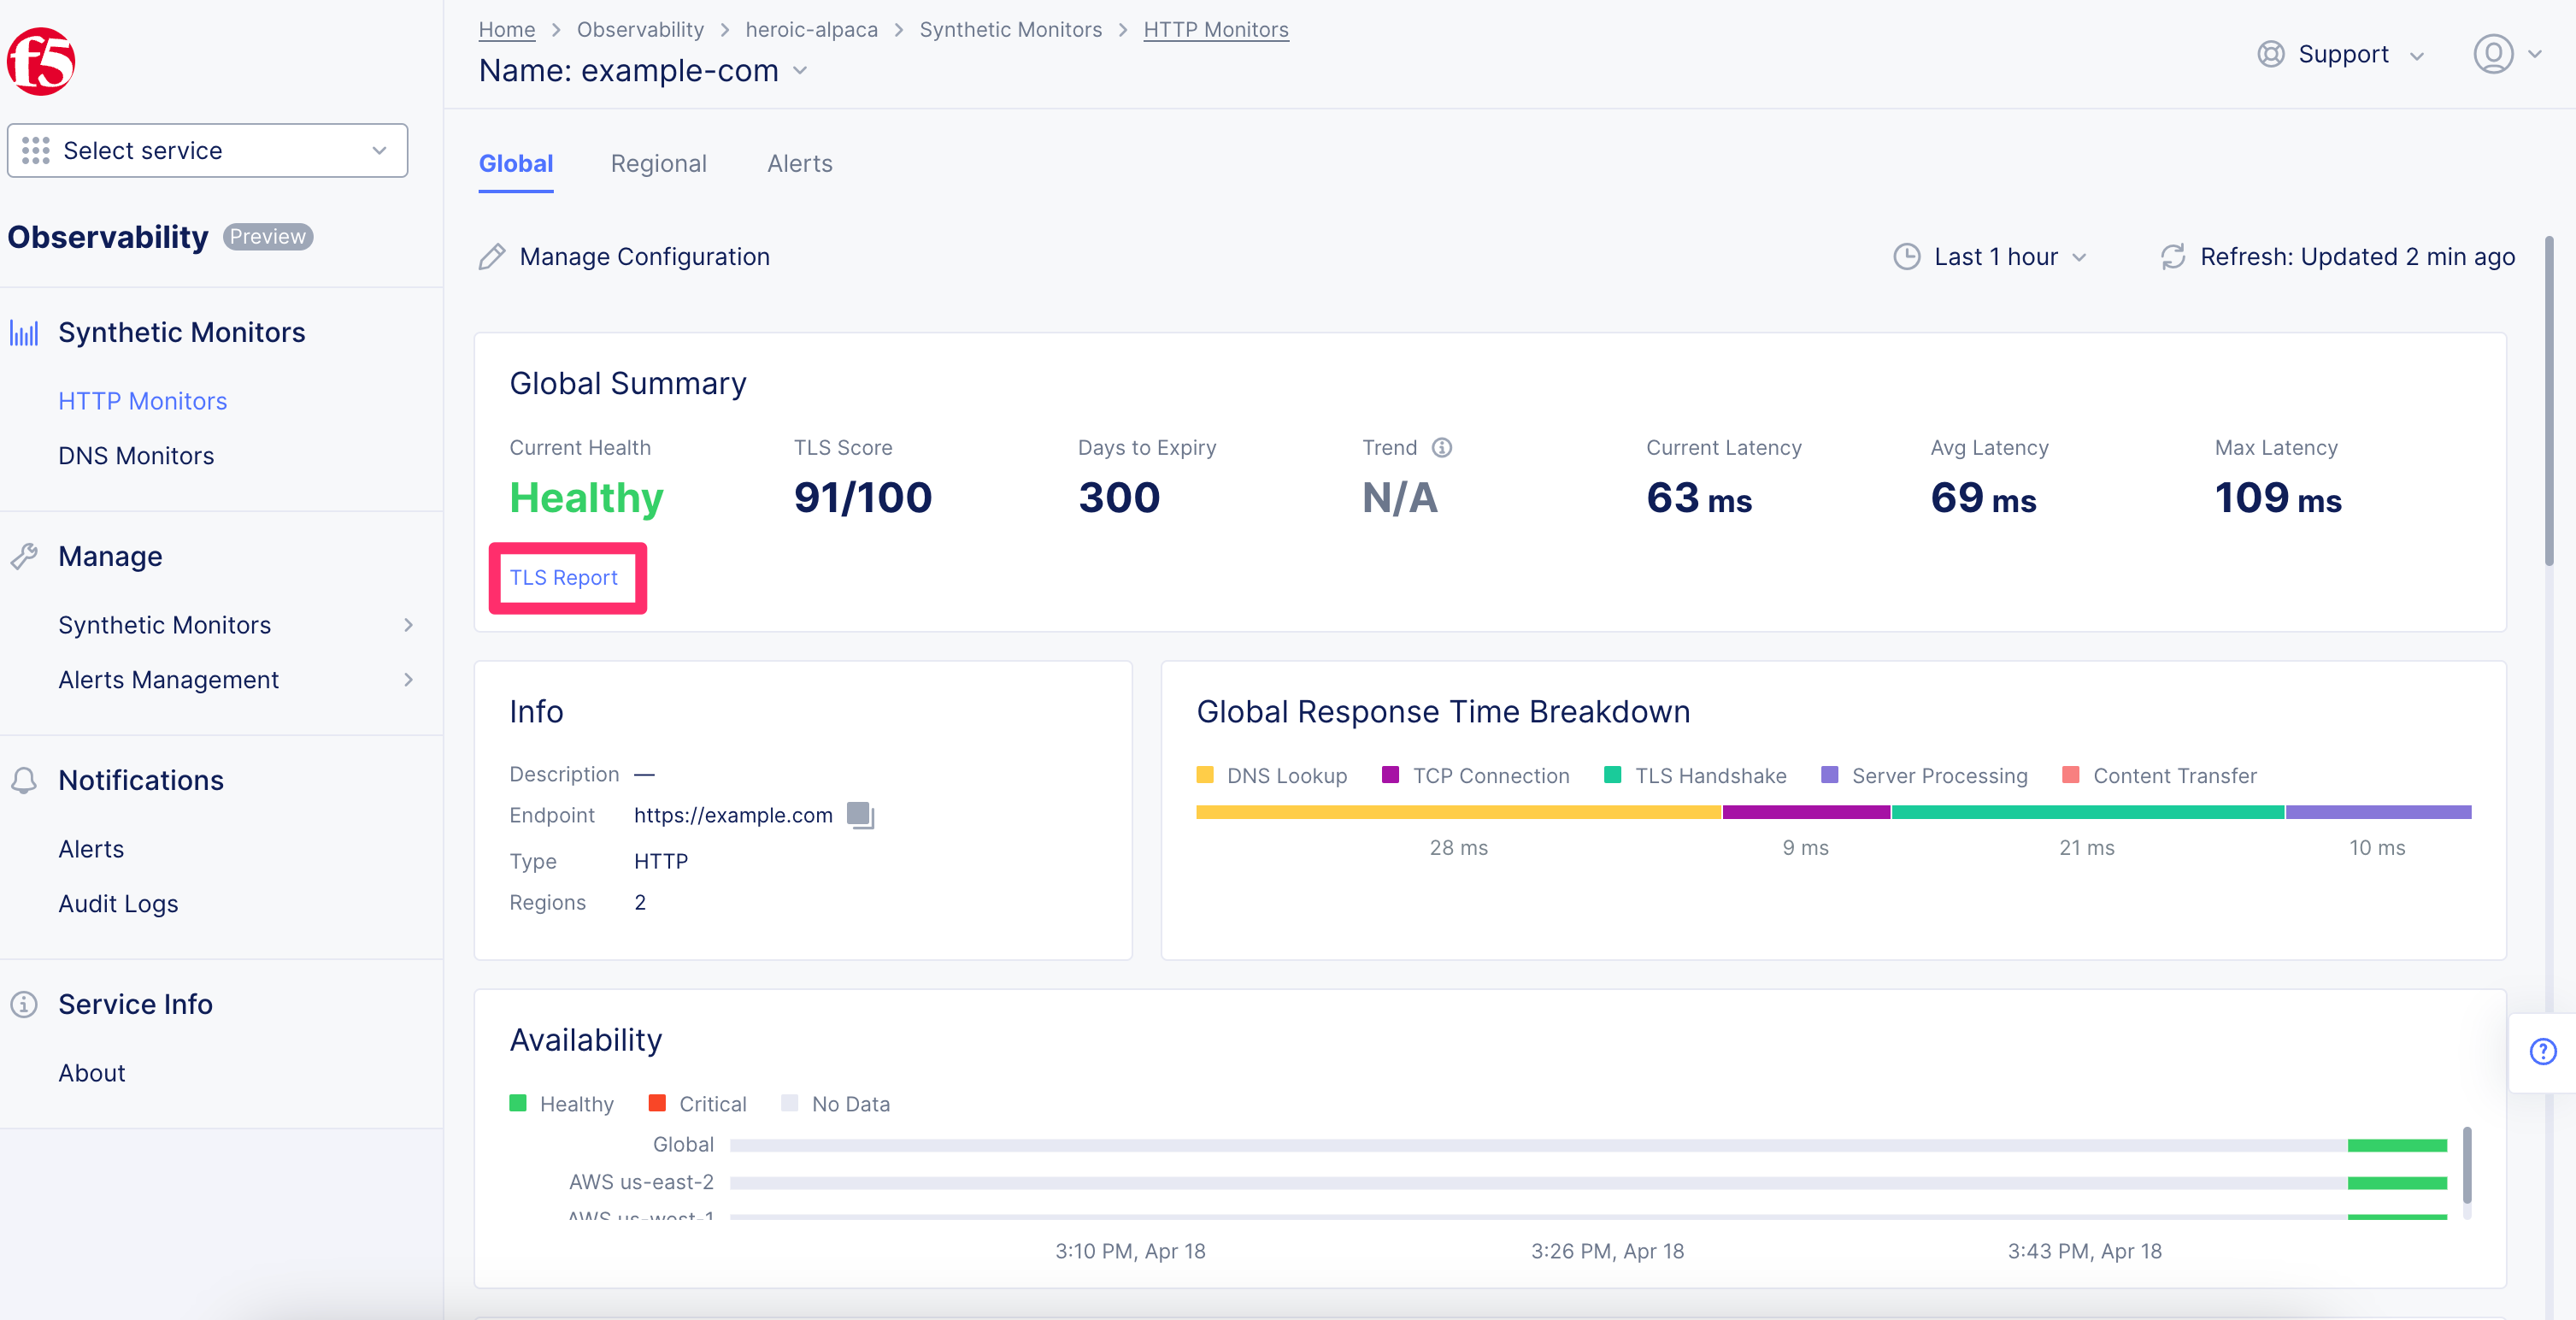 f5
Select service
Observability Preview
Synthetic Monitors
HTTP Monitors
DNS Monitors
Manage
Synthetic Monitors
Alerts Management
Notifications
Alerts
Audit Logs
Service Info
About
Home > Observability > heroic-alpaca > Synthetic Monitors > HTTP Monitors
Name: example-com
Support
Global Regional Alerts
Manage Configuration
Last 1 hour
Refresh: Updated 2 min ago
Global Summary
Current Health TLS Score Days to Expiry Trend Current Latency Avg Latency Max Latency
Healthy 91/100 300 N/A 63 ms 69 ms 109 ms
TLS Report
Info
Description —
Endpoint https://example.com
Type HTTP
Regions 2
Global Response Time Breakdown
DNS Lookup TCP Connection TLS Handshake Server Processing Content Transfer
28 ms 9 ms 21 ms 10 ms
Availability
Healthy Critical No Data
Global
AWS us-east-2
AWS us-west-1
3:10 PM, Apr 18 3:26 PM, Apr 18 3:43 PM, Apr 18